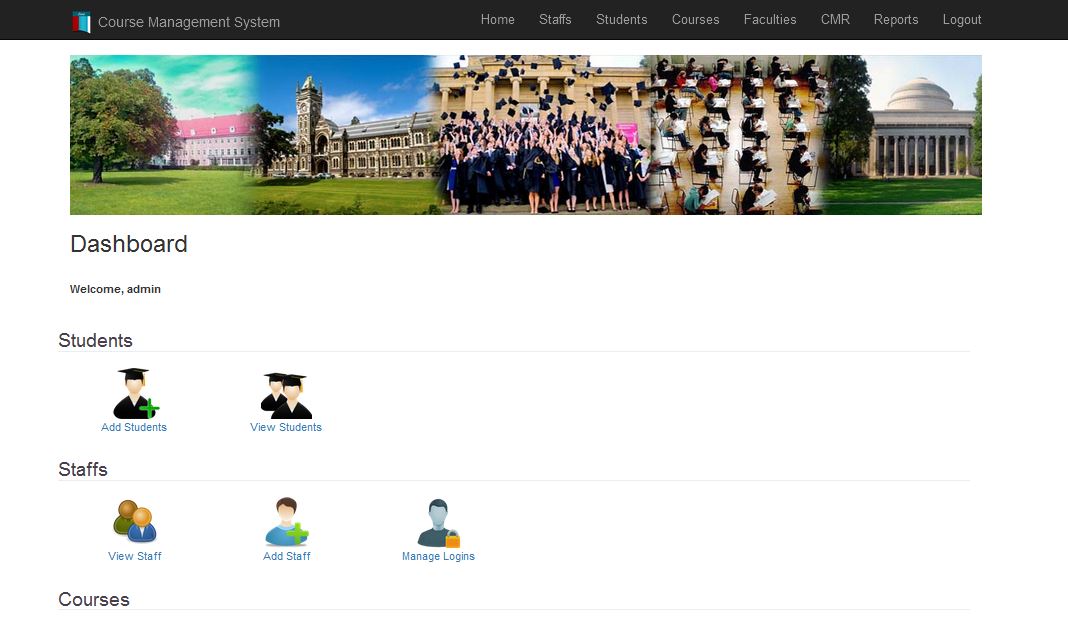 Course Management System
Home Staffs Students Courses Faculties CMR Reports Logout
Dashboard
Welcome, admin
Students
Add Students View Students
Staffs
View Staff Add Staff Manage Logins
Courses